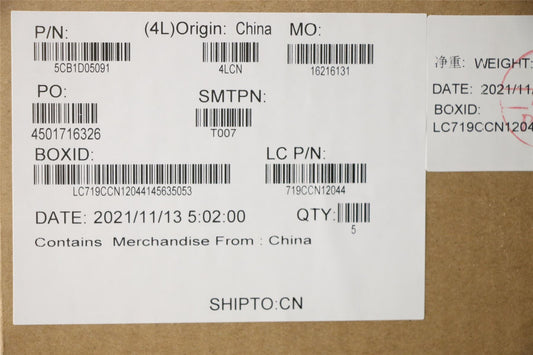 P/N: (4L)Origin: China MO:
5CB1D05091 4LCN 16216131
PO: SMTPN:
4501716326 T007
BOXID: LC P/N:
LC719CCN12044145635053 719CCN12044
DATE: 2021/11/13 5:02:00 QTY:
5
Contains Merchandise From : China
SHIPTO:CN
净重: WEIGHT:
DATE: 2021/11/
BOXID:
LC719CCN12044